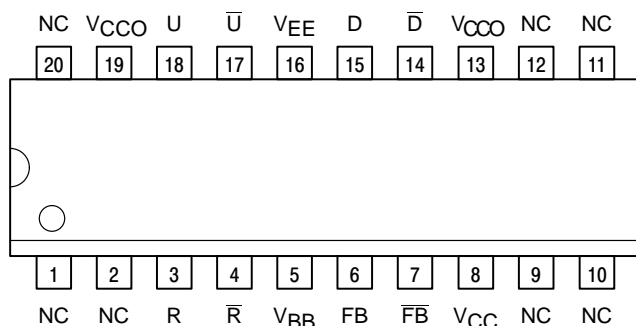 NC VCCO U U̅ VEE D D̅ VCCO NC NC
20 19 18 17 16 15 14 13 12 11
1 2 3 4 5 6 7 8 9 10
NC NC R R̅ VBB FB F̅B̅ VCC NC NC